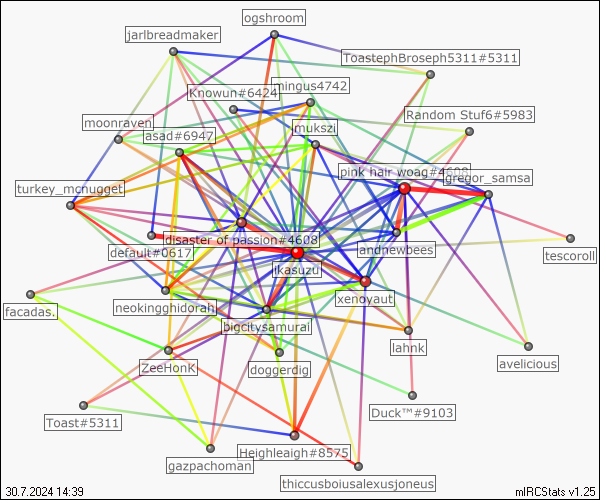 ogshroom
jarlbreadmaker
ToastephBroseph5311#5311
Knowun#6424
mingus4742
Random Stuf6#5983
moonraven
mukszi
asad#6947
pink hair woag#4608
gregor_samsa
turkey_mcnugget
disaster of passion#4608
default#0617
andnewbees
tescoroll
ikasuzu
xenoyaut
facadas.
neokingghidorah
bigcitysamurai
lahnk
avelicious
ZeeHonK
doggerdig
Duck™#9103
Toast#5311
Heighleaigh#8575
gazpachoman
thiccusboiusalexusjoneus
30.7.2024 14:39
mIRCStats v1.25